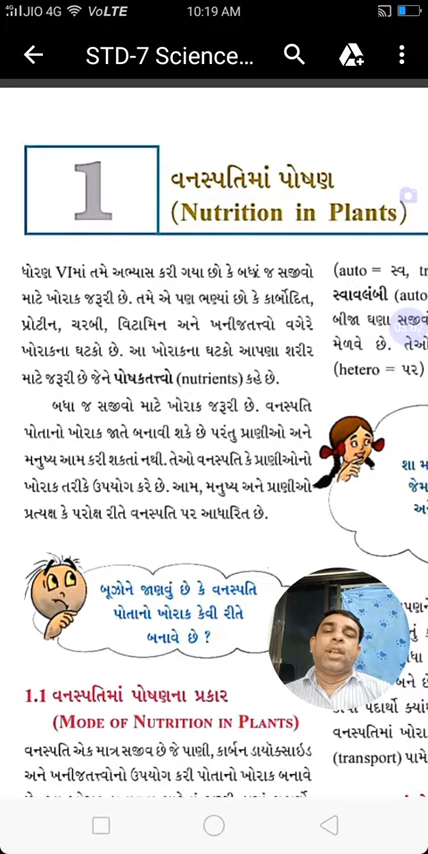 JIO 4G VoLTE 10:19 AM
STD-7 Science...
1
વનસ્પતિમાં પોષણ
(Nutrition in Plants)
ધોરણ VIમાં તમે અભ્યાસ કરી ગયા છો કે બધાં જ સજીવો
માટે ખોરાક જરૂરી છે. તમે એ પણ ભણ્યાં છો કે કાર્બોદિત,
પ્રોટીન, ચરબી, વિટામિન અને ખનીજતત્ત્વો વગેરે
ખોરાકના ઘટકો છે. આ ખોરાકના ઘટકો આપણા શરીર
માટે જરૂરી છે જેને પોષકતત્ત્વો (nutrients) કહે છે.
બધા જ સજીવો માટે ખોરાક જરૂરી છે. વનસ્પતિ
પોતાનો ખોરાક જાતે બનાવી શકે છે પરંતુ પ્રાણીઓ અને
મનુષ્ય આમ કરી શકતાં નથી. તેઓ વનસ્પતિ કે પ્રાણીઓનો
ખોરાક તરીકે ઉપયોગ કરે છે. આમ, મનુષ્ય અને પ્રાણીઓ
પ્રત્યક્ષ કે પરોક્ષ રીતે વનસ્પતિ પર આધારિત છે.
બૂઝોને જાણવું છે કે વનસ્પતિ
પોતાનો ખોરાક કેવી રીતે
બનાવે છે ?
1.1 વનસ્પતિમાં પોષણના પ્રકાર
(MODE OF NUTRITION IN PLANTS)
વનસ્પતિ એક માત્ર સજીવ છે જે પાણી, કાર્બન ડાયૉક્સાઇડ
અને ખનીજતત્ત્વોનો ઉપયોગ કરી પોતાનો ખોરાક બનાવે
(auto = સ્વ,
સ્વાવલંબી (auto
બીજા ઘણા સજીવો
મેળવે છે. તેઓ
(hetero = પર)
શા મ
જેમ
અને
પદાર્થો ક્યાં
વનસ્પતિમાં ખોરા
(transport) પામે